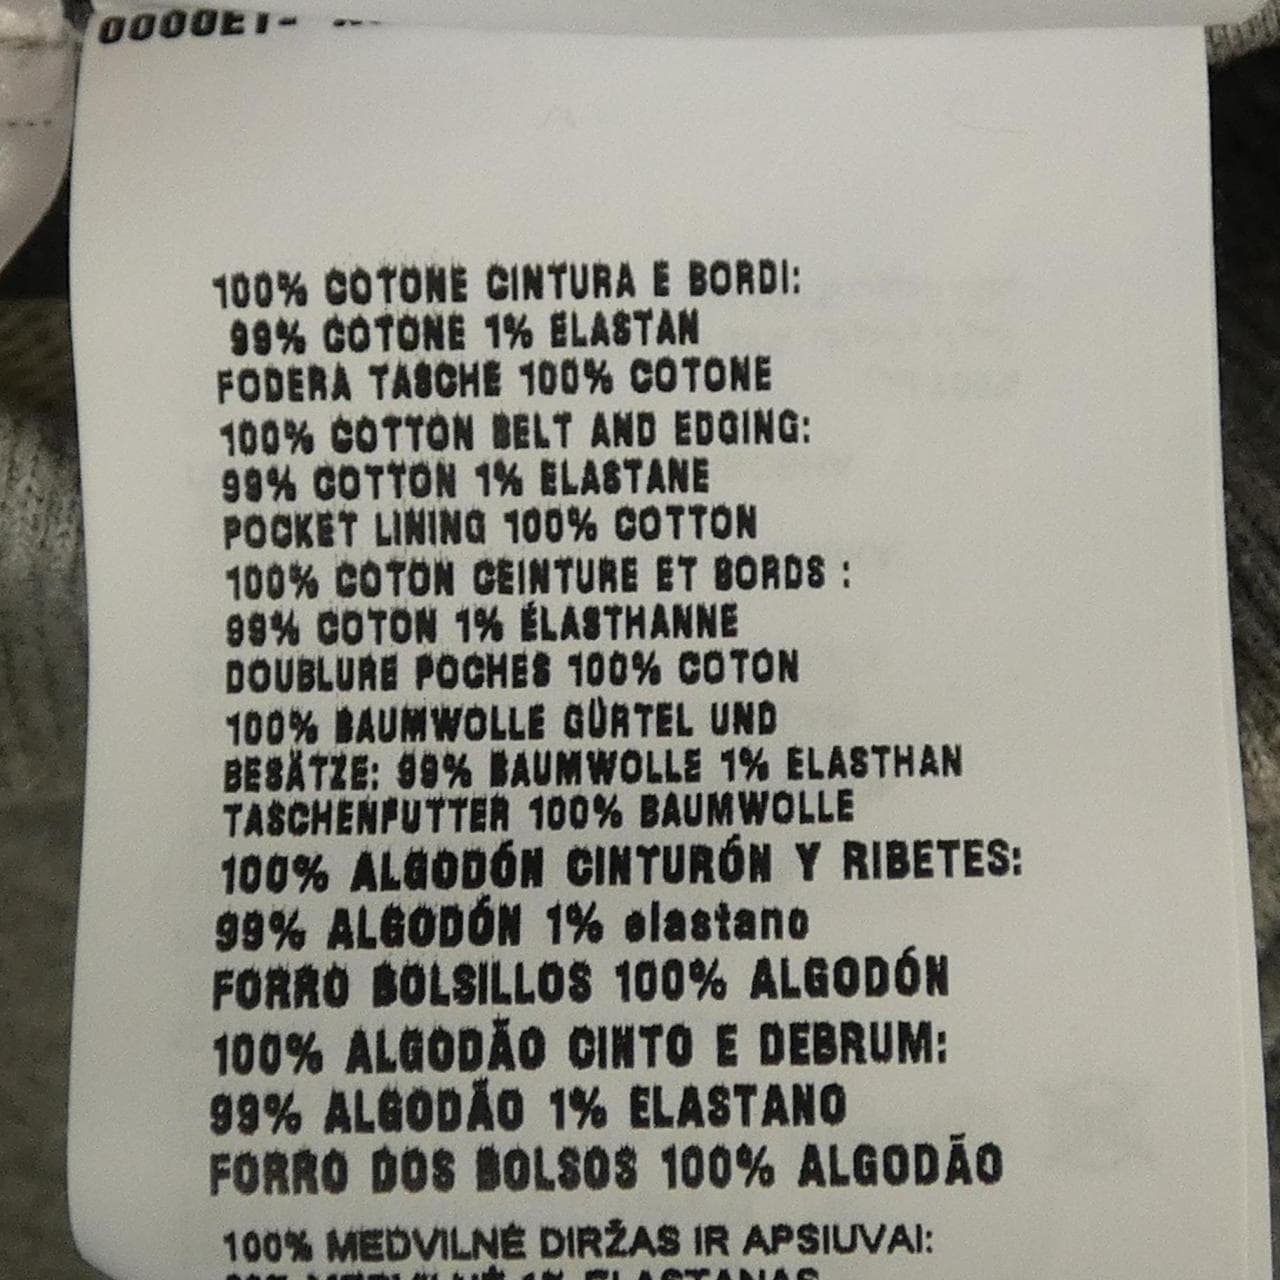 100% COTONE CINTURA E BORDI:
99% COTONE 1% ELASTAN
FODERA TASCHE 100% COTONE
100% COTTON BELT AND EDGING:
99% COTTON 1% ELASTANE
POCKET LINING 100% COTTON
100% COTON CEINTURE ET BORDS :
99% COTON 1% ÉLASTHANNE
DOUBLURE POCHES 100% COTON
100% BAUMWOLLE GÜRTEL UND
BESÄTZE: 99% BAUMWOLLE 1% ELASTHAN
TASCHENFUTTER 100% BAUMWOLLE
100% ALGODÓN CINTURÓN Y RIBETES:
99% ALGODÓN 1% elastano
FORRO BOLSILLOS 100% ALGODÓN
100% ALGODÃO CINTO E DEBRUM:
99% ALGODÃO 1% ELASTANO
FORRO DOS BOLSOS 100% ALGODÃO
100% MEDVILNĖ DIRŽAS IR APSIUVAI:
99% MEDVILNĖ 1% ELASTANAS